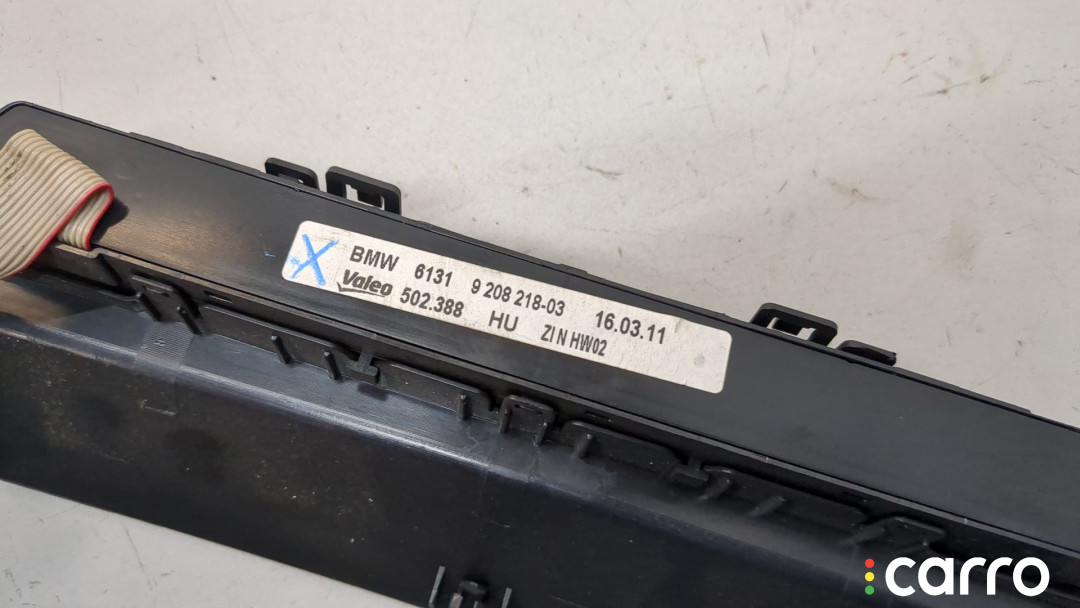 BMW 6131 9 208 218-03 16.03.11
Valeo 502.388 HU ZI N HW02
carro